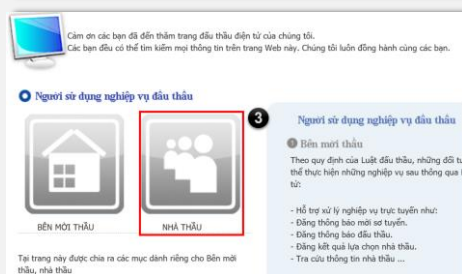 Cảm ơn các bạn đã đến thăm trang đấu thầu điện tử của chúng tôi.
Các bạn đều có thể tìm kiếm mọi thông tin trên trang Web này. Chúng tôi luôn đồng hành cùng các bạn.
Người sử dụng nghiệp vụ đấu thầu
BÊN MỜI THẦU
NHÀ THẦU
Tại trang này được chia ra các mục dành riêng cho Bên mời
thầu, nhà thầu
3
Người sử dụng nghiệp vụ đấu thầu
Bên mời thầu
Theo quy định của Luật đấu thầu, những đối
thể thực hiện những nghiệp vụ sau thông qua
tử:
- Hỗ trợ xử lý nghiệp vụ trực tuyến như:
- Đăng thông báo mời sơ tuyển.
- Đăng thông báo đấu thầu.
- Đăng kết quả lựa chọn nhà thầu.
- Tra cứu thông tin nhà thầu ...